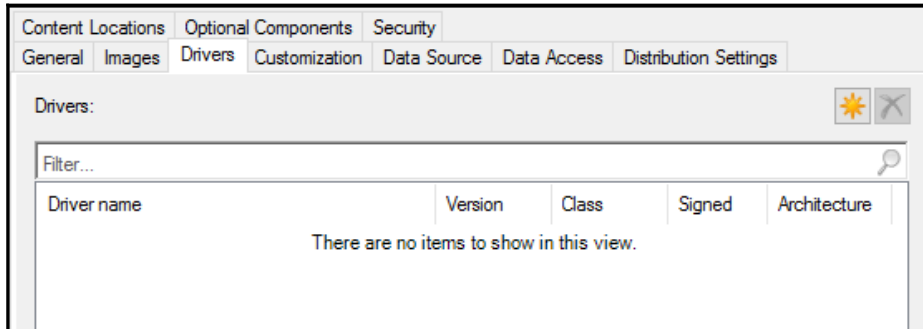 Content Locations Optional Components Security
General Images Drivers Customization Data Source Data Access Distribution Settings
Drivers:
Filter...
Driver name Version Class Signed Architecture
There are no items to show in this view.